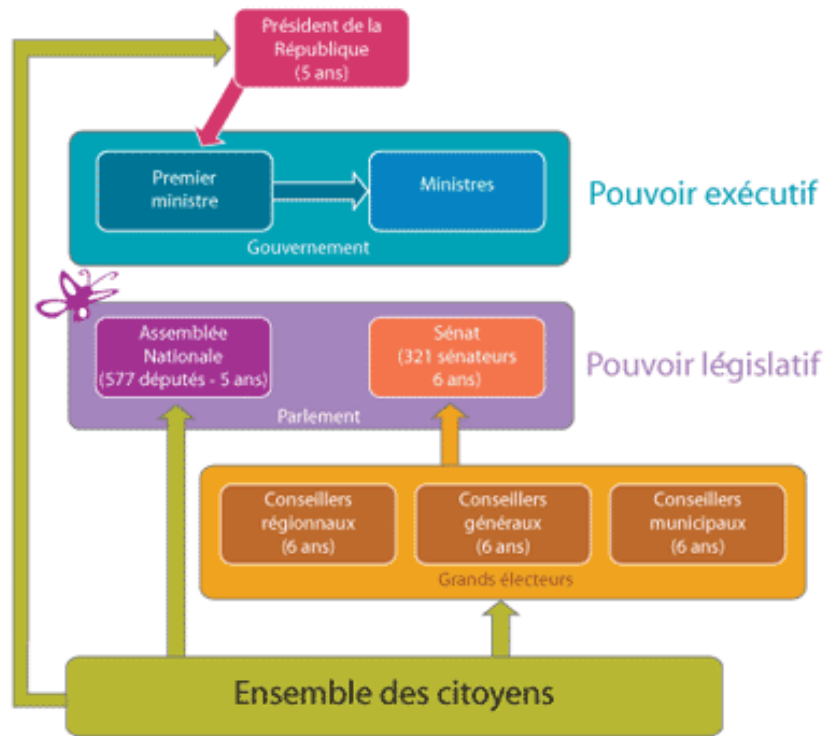 Président de la
République
(5 ans)
Premier
ministre
Ministres
Gouvernement
Pouvoir exécutif
Assemblée
Nationale
(577 députés - 5 ans)
Sénat
(321 sénateurs
6 ans)
Parlement
Pouvoir législatif
Conseillers
régionnaux
(6 ans)
Conseillers
généraux
(6 ans)
Conseillers
municipaux
(6 ans)
Grands électeurs
Ensemble des citoyens